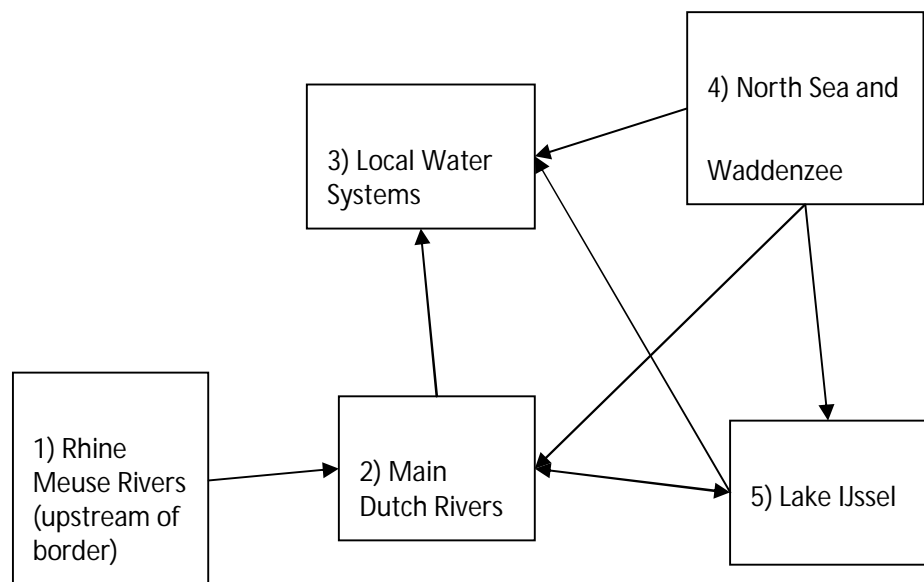 4) North Sea and
Waddenzee
3) Local Water
Systems
1) Rhine
Meuse Rivers
(upstream of
border)
2) Main
Dutch Rivers
5) Lake IJssel